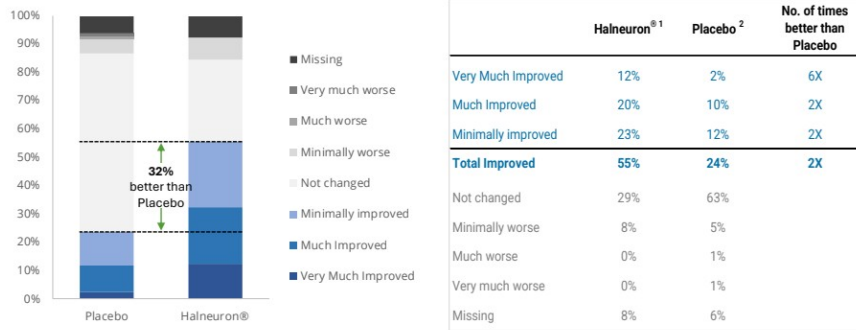 100%
90%
80%
70%
60%
50%
40%
30%
20%
10%
0%
32%
better than
Placebo
Placebo
Halneuron®
Missing
Very much worse
Much worse
Minimally worse
Not changed
Minimally improved
Much Improved
Very Much Improved
Halneuron® 1 Placebo 2 No. of times better than Placebo
Very Much Improved 12% 2% 6X
Much Improved 20% 10% 2X
Minimally improved 23% 12% 2X
Total Improved 55% 24% 2X
Not changed 29% 63%
Minimally worse 8% 5%
Much worse 0% 1%
Very much worse 0% 1%
Missing 8% 6%